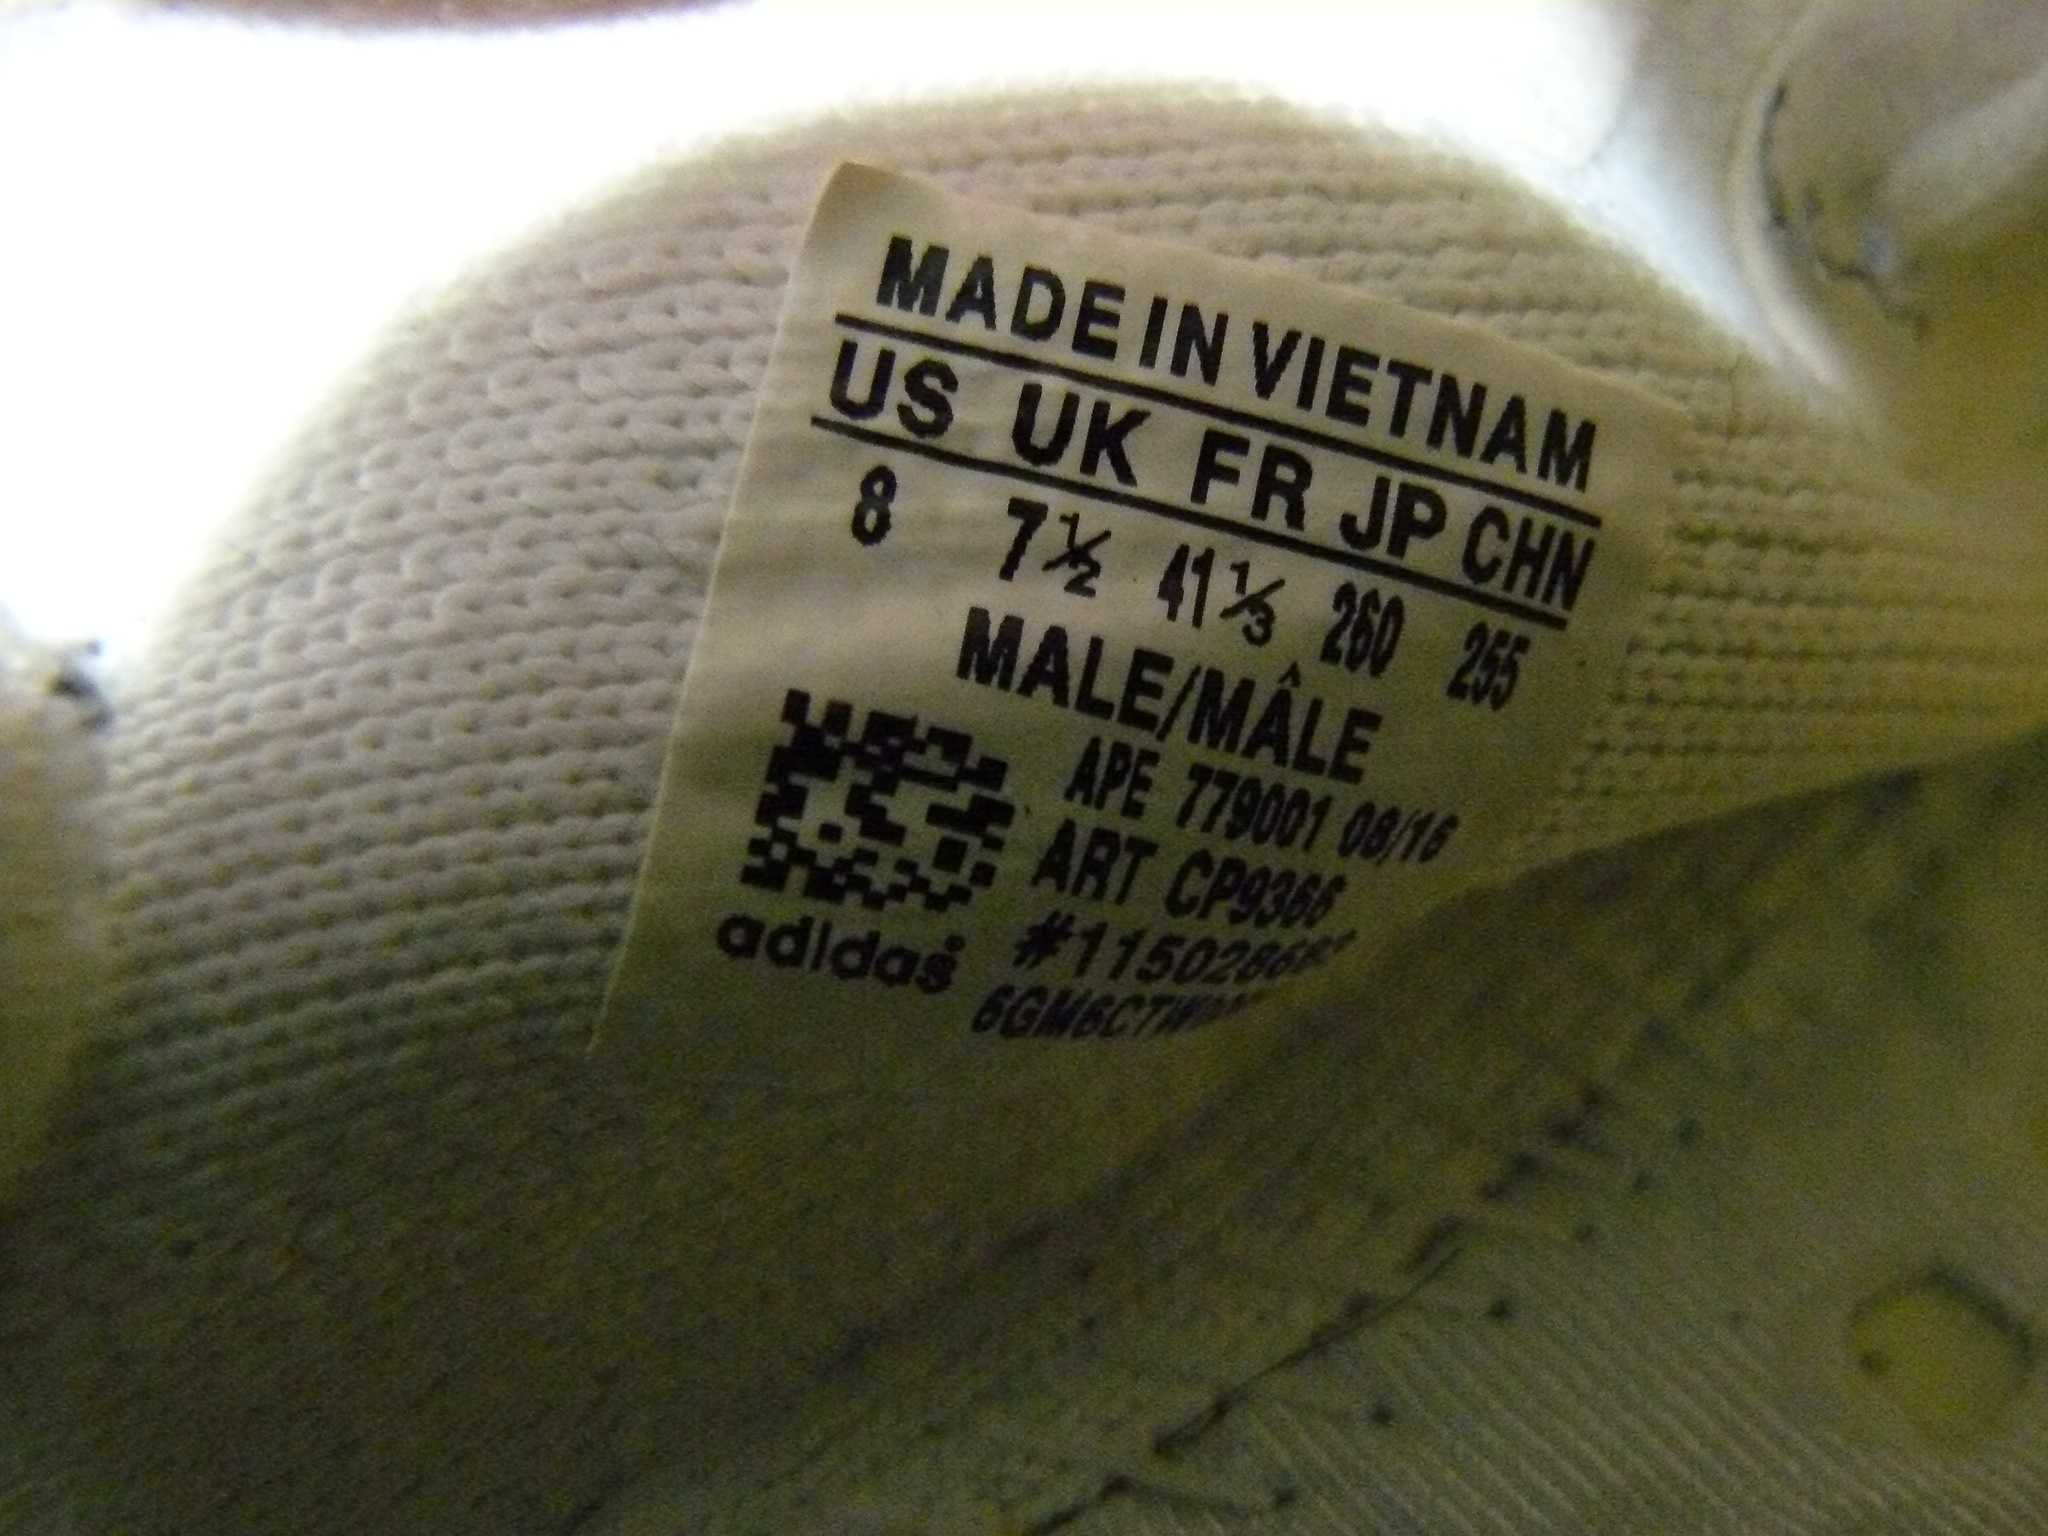 MADE IN VIETNAM
US UK FR JP CHN
8 7½ 41⅓ 260 255
MALE/MÂLE
APE 779001 08/16
ART CP9366
adidas®